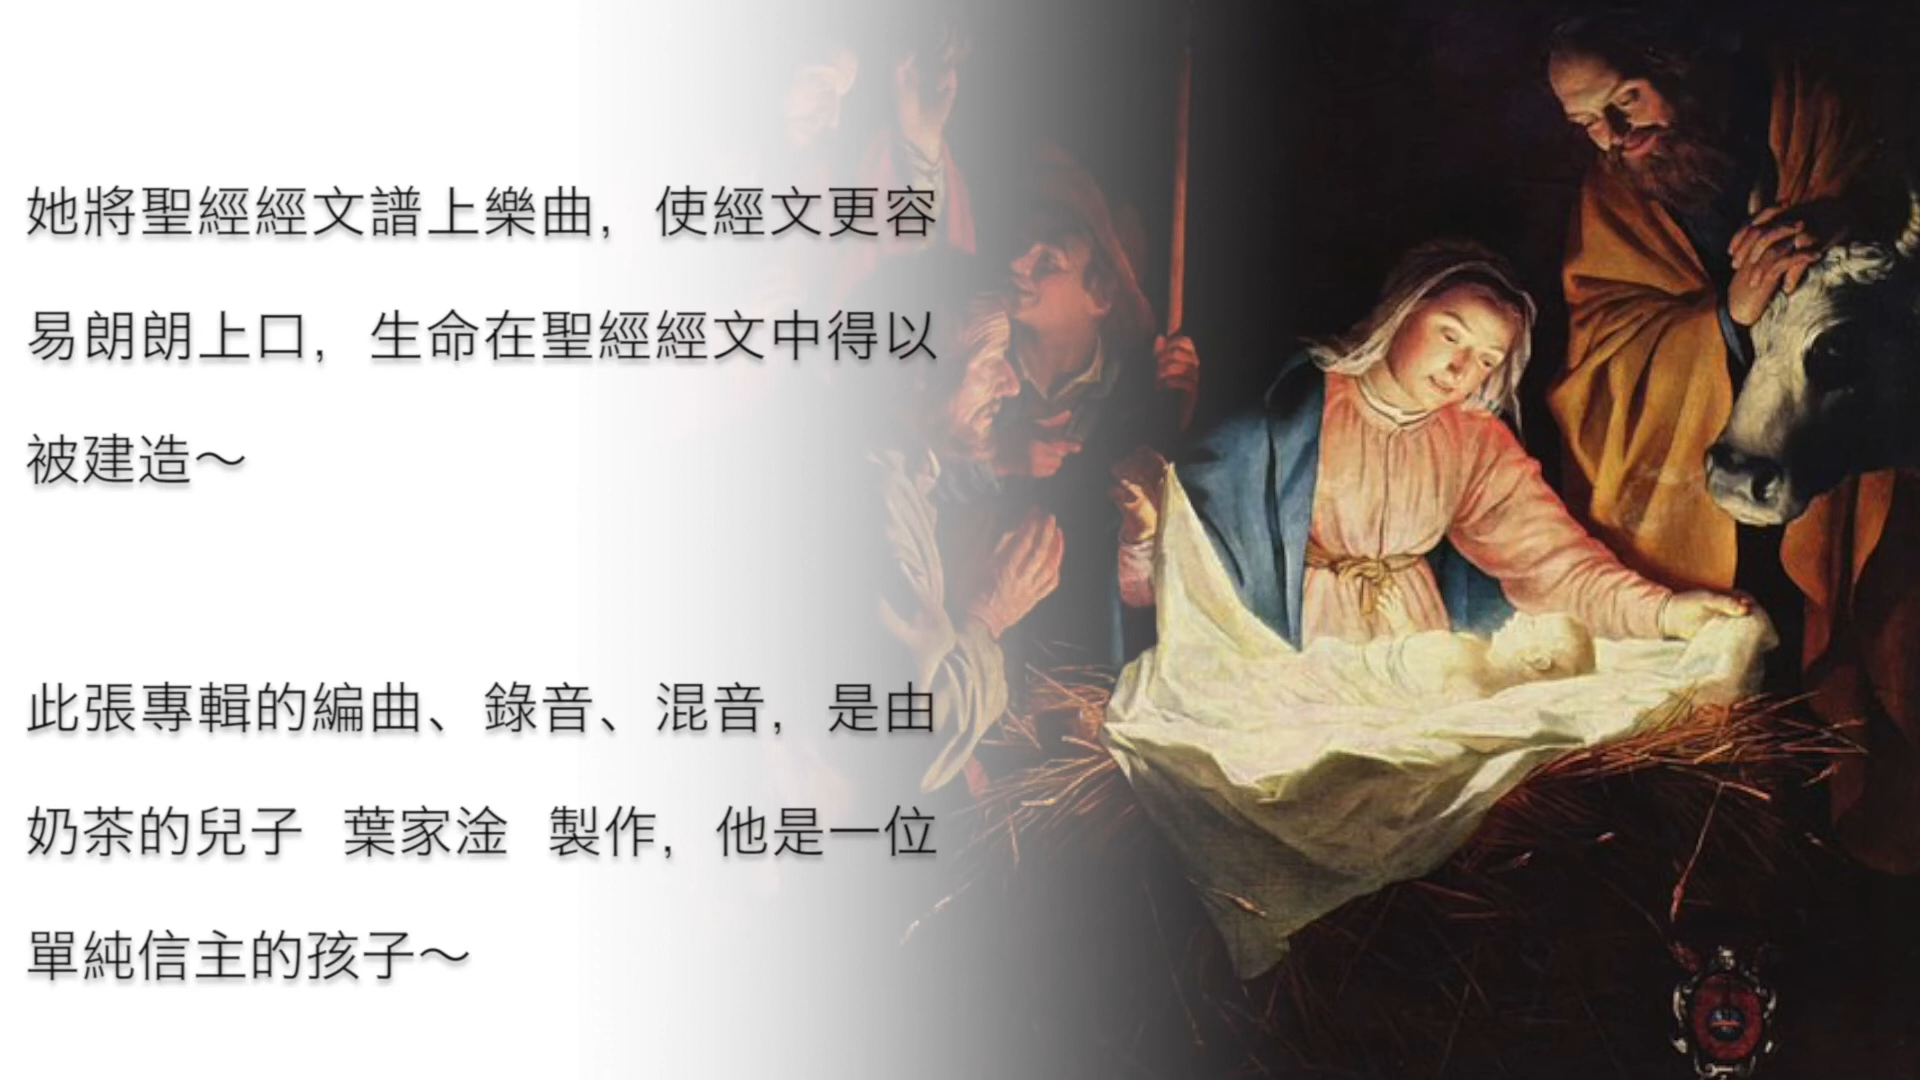 她將聖經經文譜上樂曲，使經文更容
易朗朗上口，生命在聖經經文中得以
被建造～
此張專輯的編曲、錄音、混音，是由
奶茶的兒子 葉家淦 製作，他是一位
單純信主的孩子～